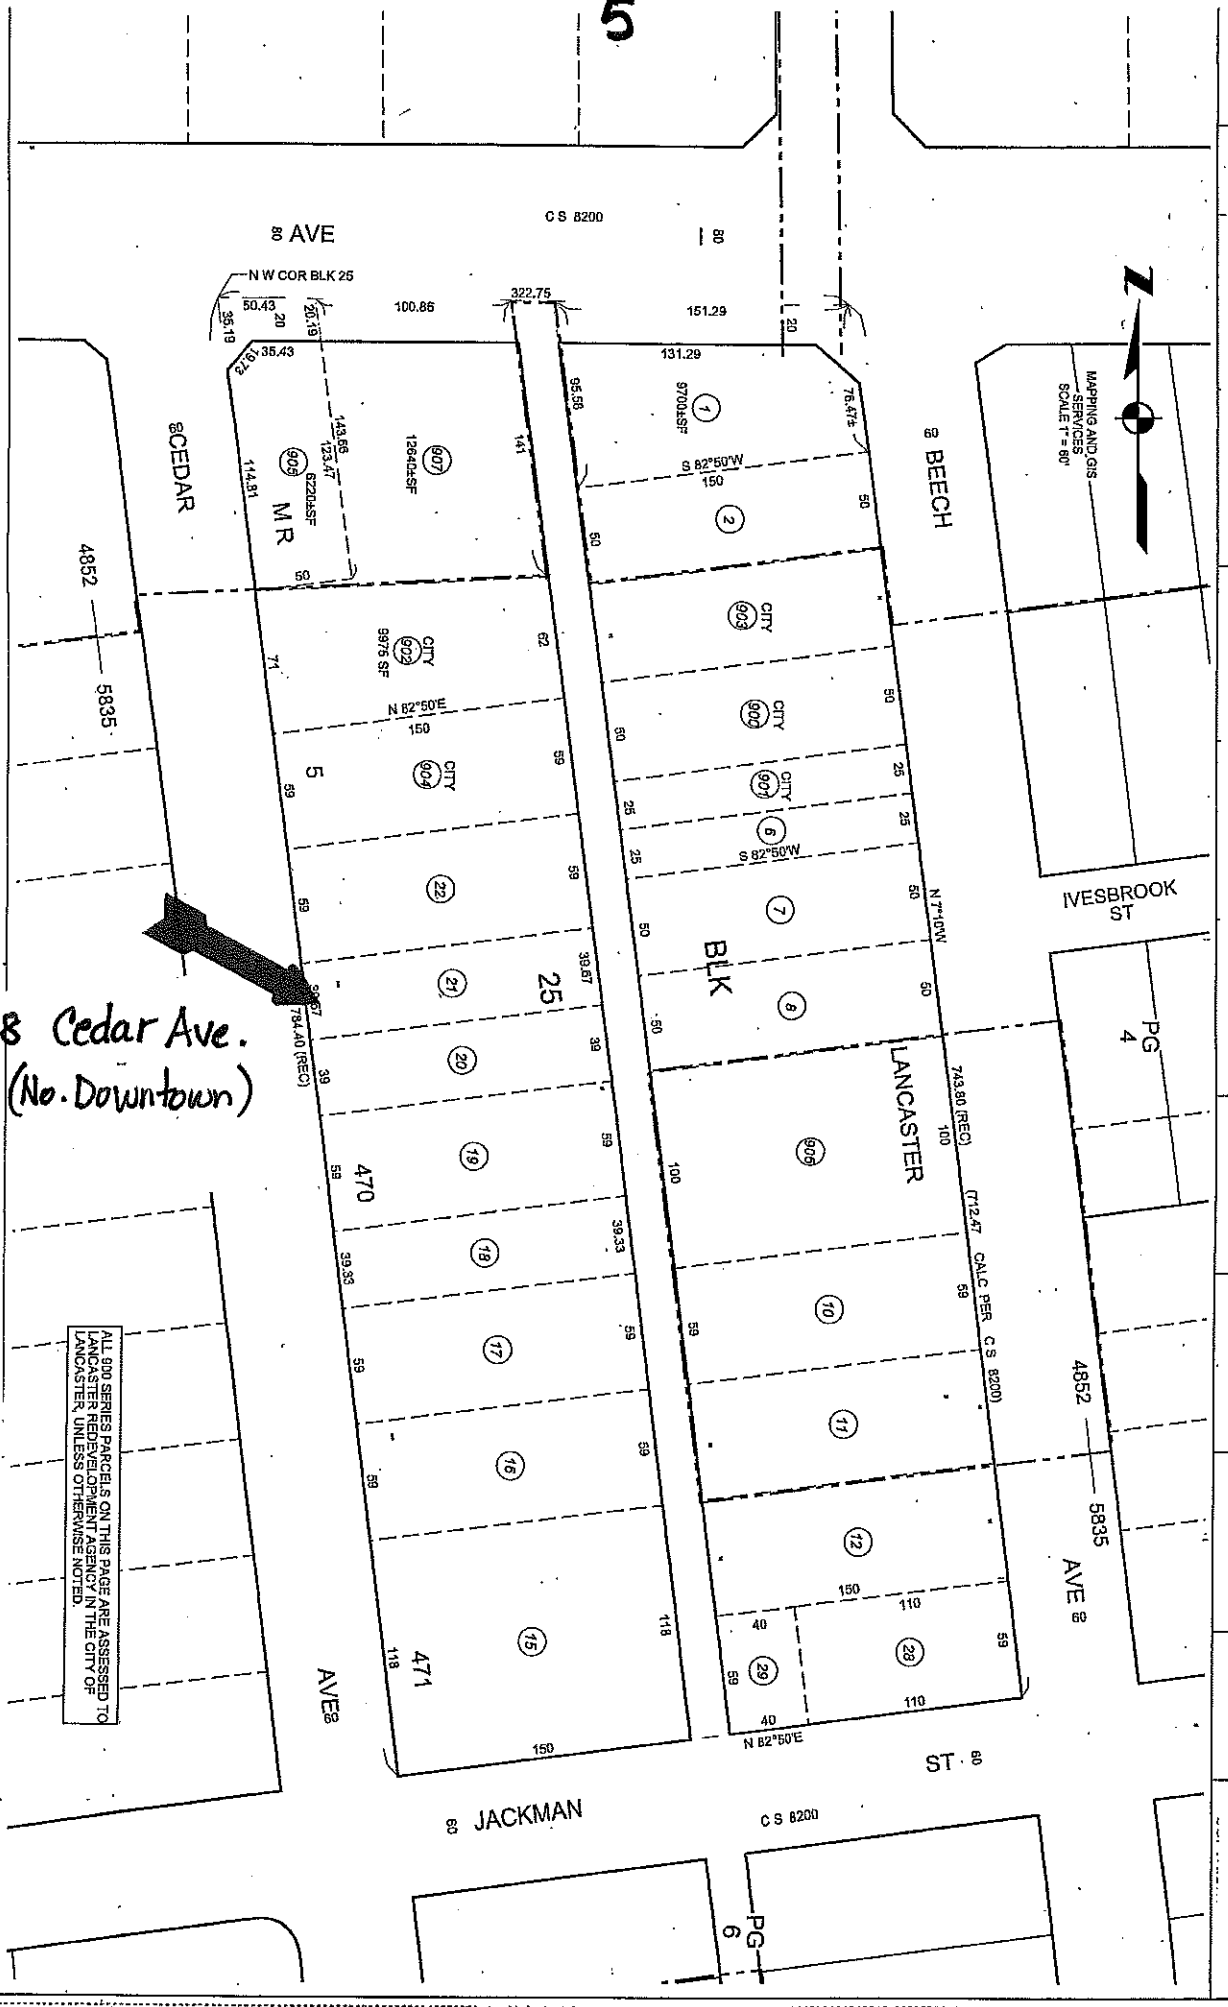 5
C S 8200
80 AVE
80
N W COR BLK 25
50.43
20
35.19
20.19
100.86
322.75
151.29
20
35.43
19.73
131.29
76.47±
95.58
141
143.66
123.47
114.81
1
9700±SF
907
12640±SF
6220±SF
M R
S 82°50'W
150
2
50
50
50
60 BEECH
60 CEDAR
MAPPING AND GIS
SERVICES
SCALE 1" = 60'
Z
4852 — 5835
CITY
903
CITY
902
9975 SF
62
71
N 82°50'E
150
CITY
900
50
50
CITY
901
25
25
CITY
904
59
59
5
6
25
25
S 82°50'W
22
59
59
7
50
50
N 7°10'W
IVESBROOK
ST
21
39.67
25
BLK
8
50
50
PG
4
8 Cedar Ave.
(No. Downtown)
784.40 (REC)
20
39
39
LANCASTER
743.80 (REC)
100
100
19
59
59
470
(712.47 CALC PER C S 8200)
18
39.33
39.33
10
59
59
17
59
59
11
16
59
59
4852 — 5835
12
150
110
40
AVE 60
15
118
118
471
28
59
29
59
110
40
N 82°50'E
150
AVE 60
ST 60
60 JACKMAN
C S 8200
PG
6
ALL 900 SERIES PARCELS ON THIS PAGE ARE ASSESSED TO
LANCASTER REDEVELOPMENT AGENCY IN THE CITY OF
LANCASTER, UNLESS OTHERWISE NOTED.